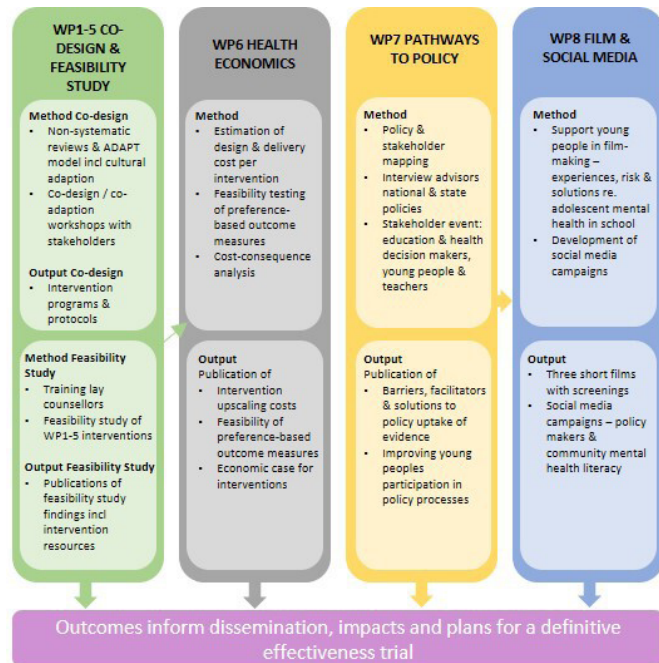 WP1-5 CO-
DESIGN &
FEASIBILITY
STUDY
Method Co-design
• Non-systematic
reviews & ADAPT
model incl cultural
adaption
• Co-design / co-
adaption
workshops with
stakeholders
Output Co-design
• Intervention
programs &
protocols
Method Feasibility
Study
• Training lay
counsellors
• Feasibility study of
WP1-5 interventions
Output Feasibility Study
• Publications of
feasibility study
findings incl
intervention
resources
WP6 HEALTH
ECONOMICS
Method
• Estimation of
design & delivery
cost per
intervention
• Feasibility testing
of preference-
based outcome
measures
• Cost-consequence
analysis
Output
Publication of
• Intervention
upscaling costs
• Feasibility of
preference-based
outcome measures
• Economic case for
interventions
WP7 PATHWAYS
TO POLICY
Method
• Policy &
stakeholder
mapping
• Interview advisors
national & state
policies
• Stakeholder event:
education & health
decision makers,
young people &
teachers
Output
Publication of
• Barriers, facilitators
& solutions to
policy uptake of
evidence
• Improving young
peoples
participation in
policy processes
WP8 FILM &
SOCIAL MEDIA
Method
• Support young
people in film-
making –
experiences, risk &
solutions re.
adolescent mental
health in school
• Development of
social media
campaigns
Output
• Three short films
with screenings
• Social media
campaigns – policy
makers &
community mental
health literacy
Outcomes inform dissemination, impacts and plans for a definitive
effectiveness trial